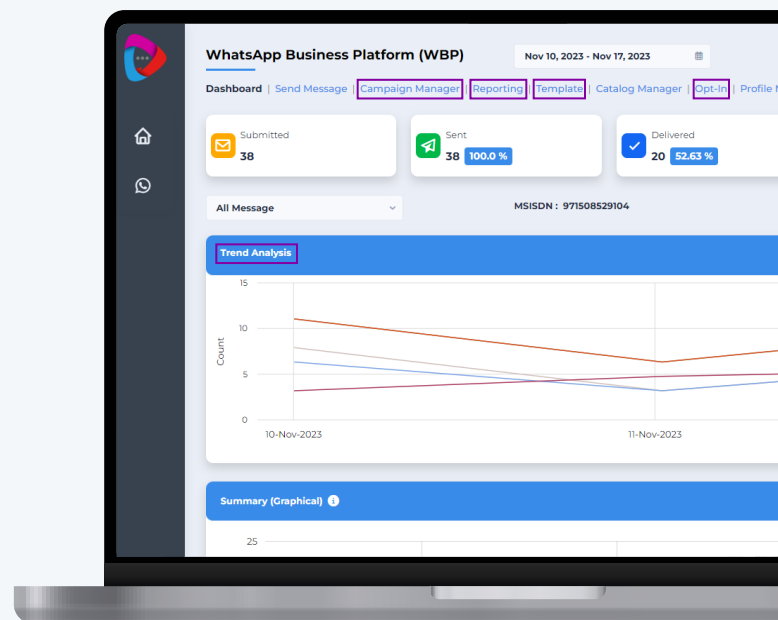 WhatsApp Business Platform (WBP)
Nov 10, 2023 - Nov 17, 2023
Dashboard | Send Message | Campaign Manager | Reporting | Template | Catalog Manager | Opt-In | Profile M
Submitted
38
Sent
38 100.0 %
Delivered
20 52.63 %
All Message
MSISDN : 971508529104
Trend Analysis
15
10
5
0
Count
10-Nov-2023
11-Nov-2023
Summary (Graphical)
25